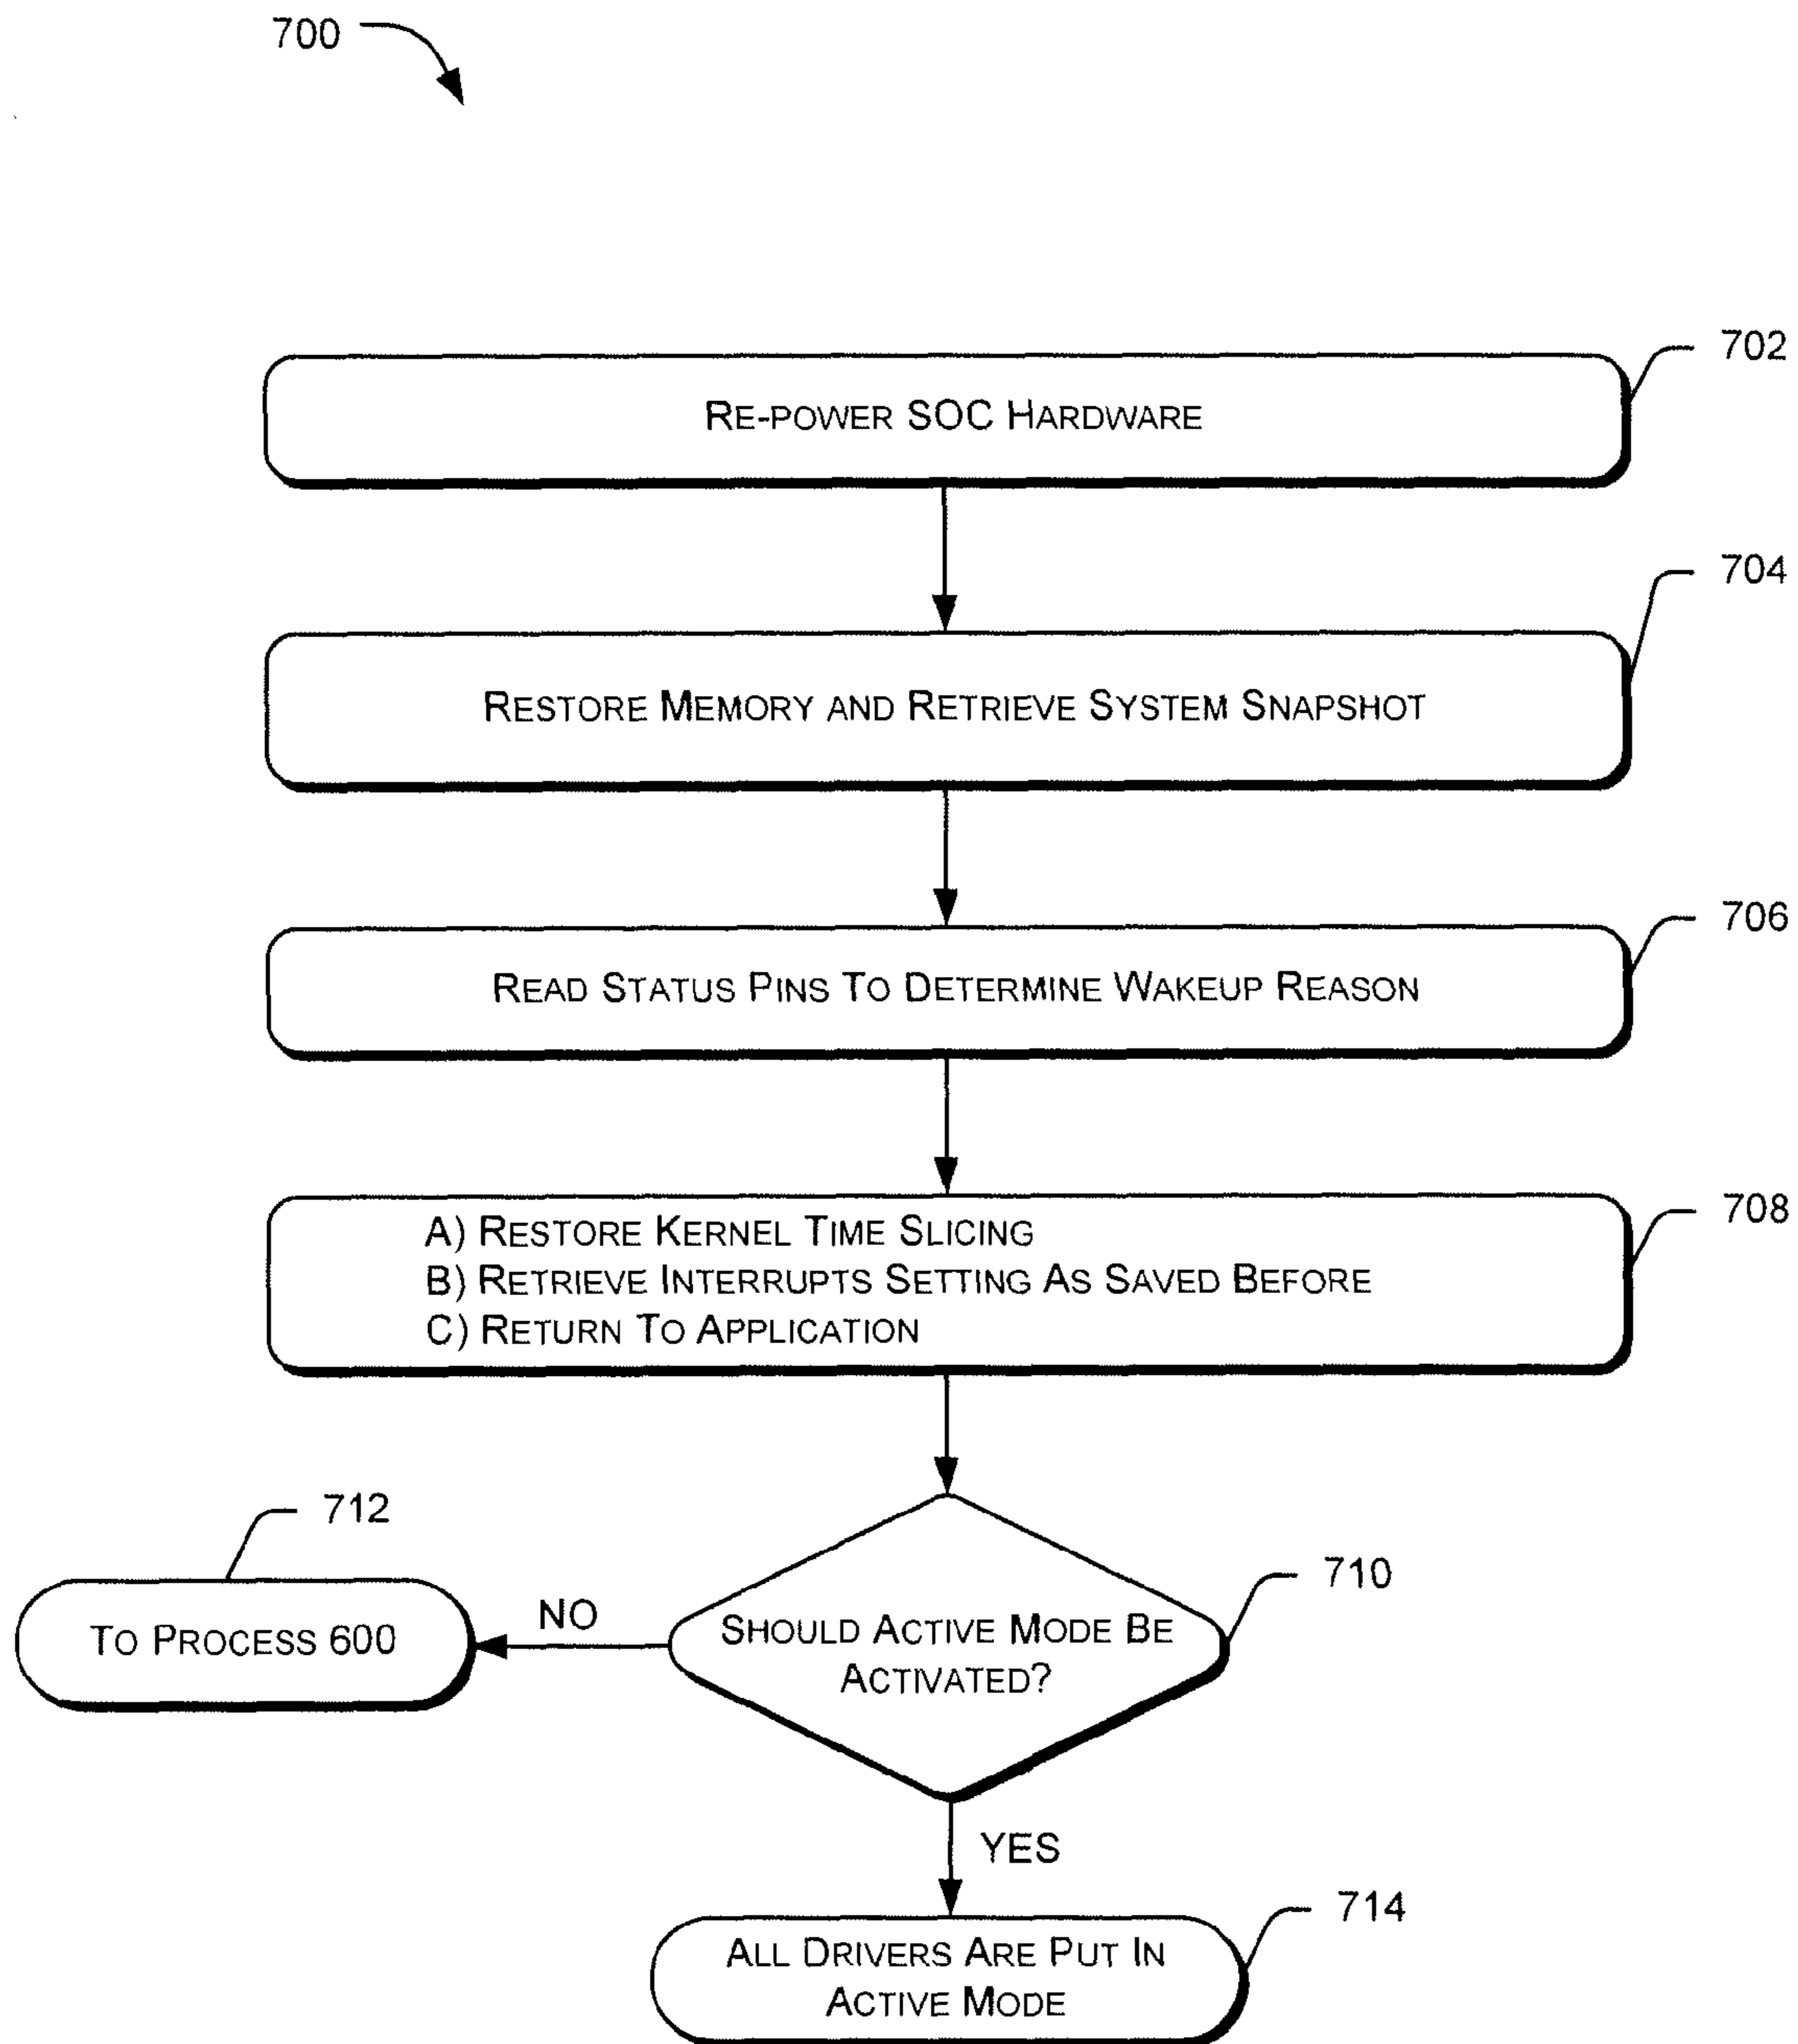 700
702
RE-POWER SOC HARDWARE
704
RESTORE MEMORY AND RETRIEVE SYSTEM SNAPSHOT
706
READ STATUS PINS TO DETERMINE WAKEUP REASON
708
A) RESTORE KERNEL TIME SLICING
B) RETRIEVE INTERRUPTS SETTING AS SAVED BEFORE
C) RETURN TO APPLICATION
712
710
TO PROCESS 600
NO
SHOULD ACTIVE MODE BE
ACTIVATED?
YES
714
ALL DRIVERS ARE PUT IN
ACTIVE MODE